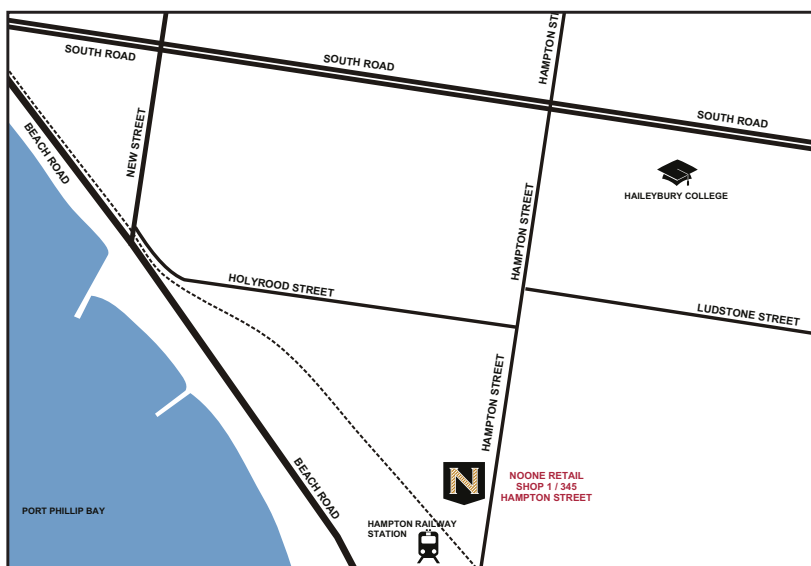 HAMPTON STREET
SOUTH ROAD
SOUTH ROAD
SOUTH ROAD
BEACH ROAD
NEW STREET
HAILEYBURY COLLEGE
HAMPTON STREET
HOLYROOD STREET
LUDSTONE STREET
HAMPTON STREET
BEACH ROAD
N
NOONE RETAIL
SHOP 1 / 345
HAMPTON STREET
PORT PHILLIP BAY
HAMPTON RAILWAY
STATION